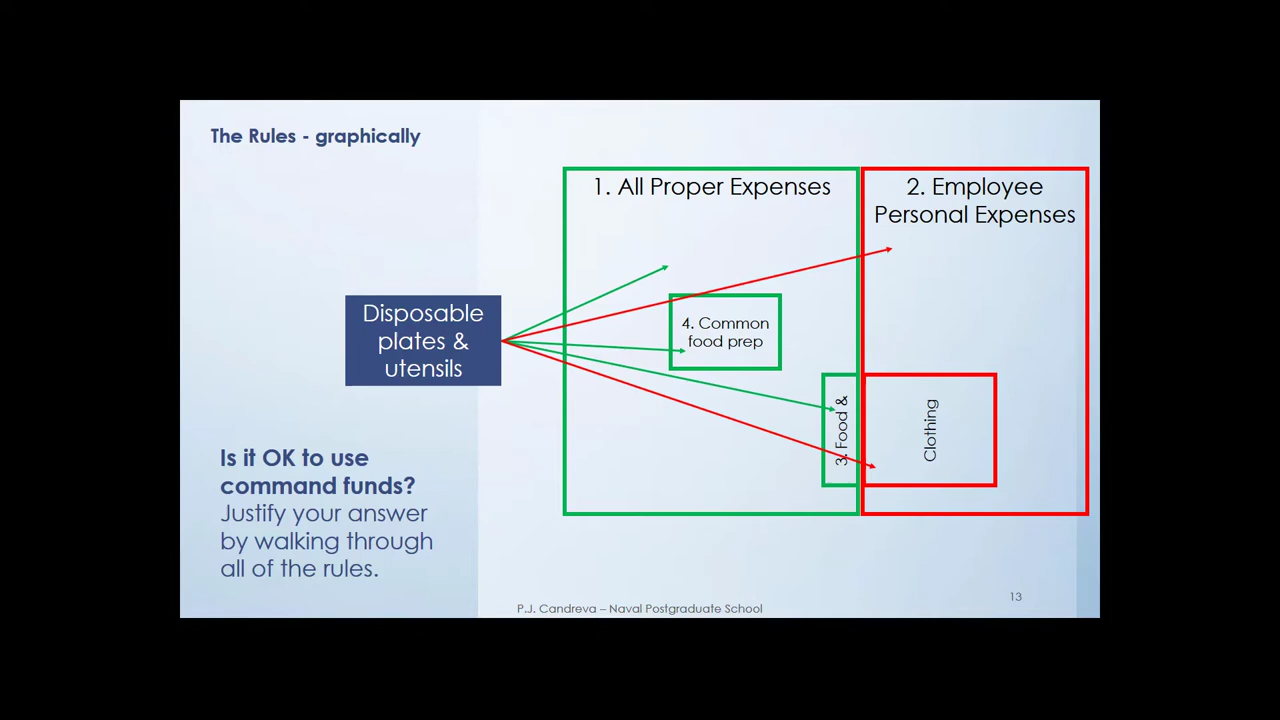 The Rules - graphically
1. All Proper Expenses
2. Employee
Personal Expenses
Disposable
plates &
utensils
4. Common
food prep
3. Food &
Clothing
Is it OK to use
command funds?
Justify your answer
by walking through
all of the rules.
P.J. Candreva – Naval Postgraduate School
13